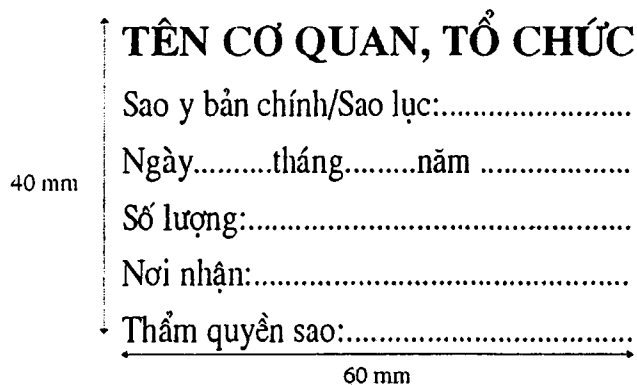 TÊN CƠ QUAN, TỔ CHỨC
Sao y bản chính/Sao lục:........................
Ngày..........tháng.........năm ...................
40 mm
Số lượng:.................................................
Nơi nhận:................................................
Thẩm quyền sao:.....................................
60 mm